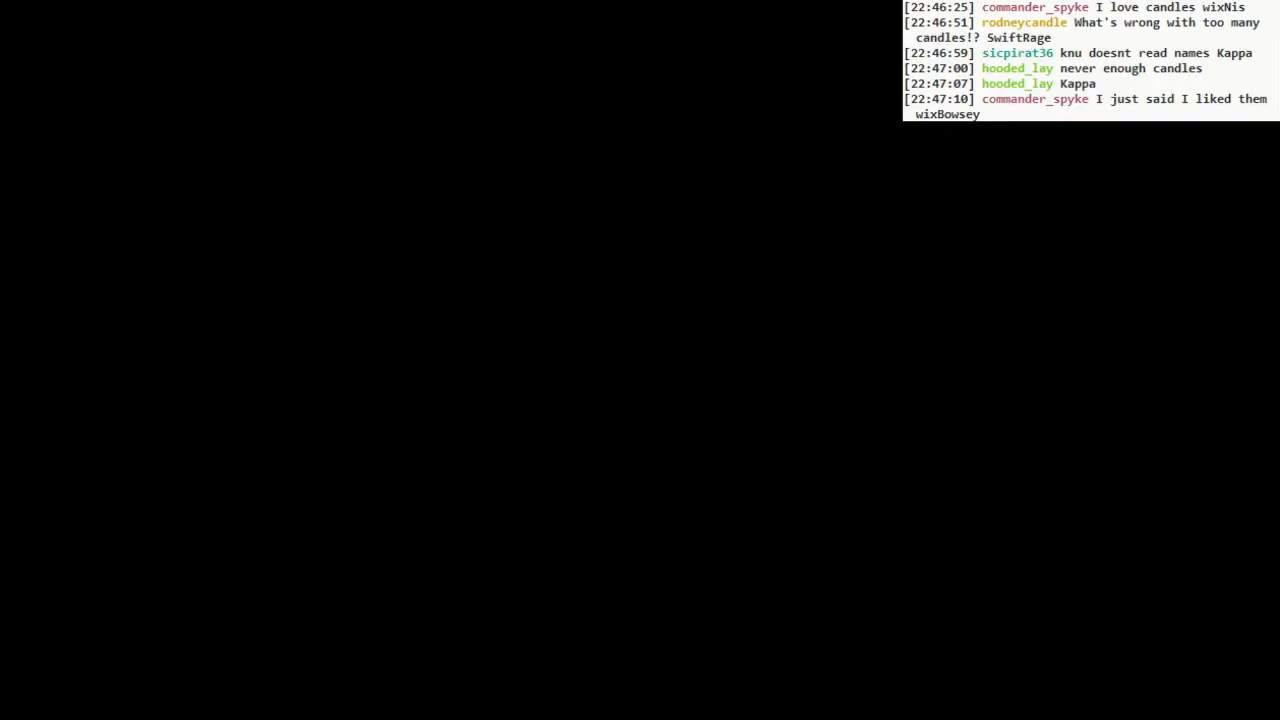 [22:46:25] commander_spyke I love candles wixNis
[22:46:51] rodneycandle What's wrong with too many
candles!? SwiftRage
[22:46:59] sicpirat36 knu doesnt read names Kappa
[22:47:00] hooded_lay never enough candles
[22:47:07] hooded_lay Kappa
[22:47:10] commander_spyke I just said I liked them
wixBowsey